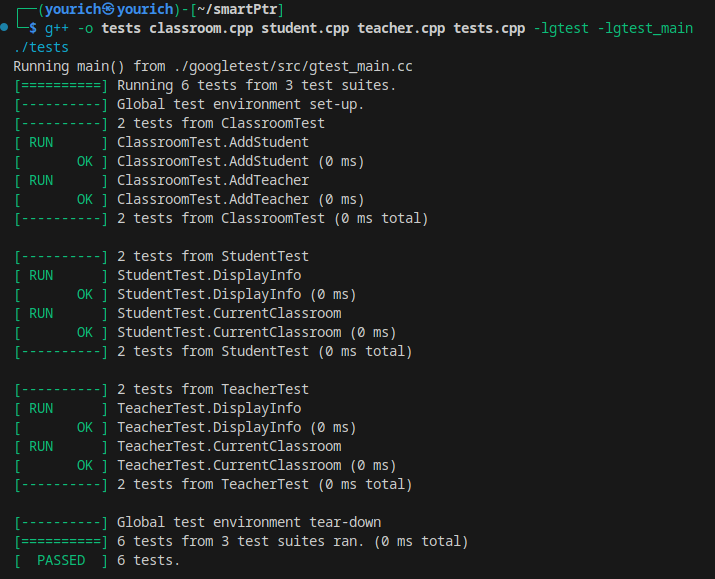 ┌──(yourich㉿yourich)-[~/smartPtr]
└─$ g++ -o tests classroom.cpp student.cpp teacher.cpp tests.cpp -lgtest -lgtest_main
./tests
Running main() from ./googletest/src/gtest_main.cc
[==========] Running 6 tests from 3 test suites.
[----------] Global test environment set-up.
[----------] 2 tests from ClassroomTest
[ RUN      ] ClassroomTest.AddStudent
[       OK ] ClassroomTest.AddStudent (0 ms)
[ RUN      ] ClassroomTest.AddTeacher
[       OK ] ClassroomTest.AddTeacher (0 ms)
[----------] 2 tests from ClassroomTest (0 ms total)

[----------] 2 tests from StudentTest
[ RUN      ] StudentTest.DisplayInfo
[       OK ] StudentTest.DisplayInfo (0 ms)
[ RUN      ] StudentTest.CurrentClassroom
[       OK ] StudentTest.CurrentClassroom (0 ms)
[----------] 2 tests from StudentTest (0 ms total)

[----------] 2 tests from TeacherTest
[ RUN      ] TeacherTest.DisplayInfo
[       OK ] TeacherTest.DisplayInfo (0 ms)
[ RUN      ] TeacherTest.CurrentClassroom
[       OK ] TeacherTest.CurrentClassroom (0 ms)
[----------] 2 tests from TeacherTest (0 ms total)

[----------] Global test environment tear-down
[==========] 6 tests from 3 test suites ran. (0 ms total)
[  PASSED  ] 6 tests.